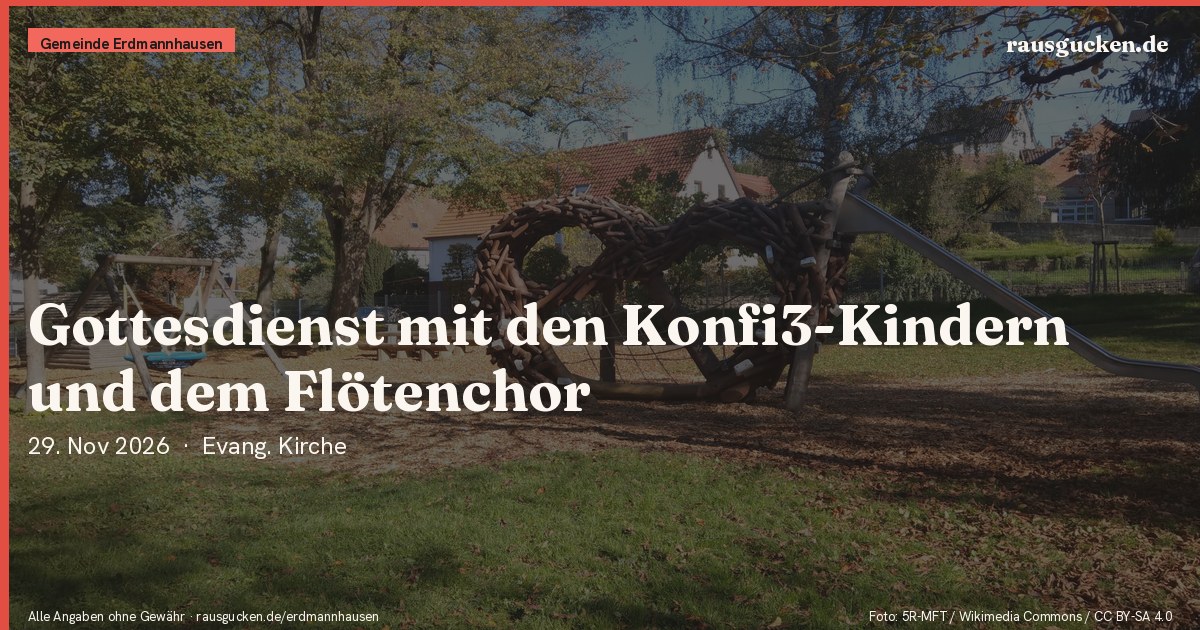 Gemeinde Erdmannhausen
rausgucken.de
Gottesdienst mit den Konfi3-Kindern
und dem Flötenchor
29. Nov 2026 · Evang. Kirche
Alle Angaben ohne Gewähr · rausgucken.de/erdmannhausen
Foto: 5R-MFT / Wikimedia Commons / CC BY-SA 4.0